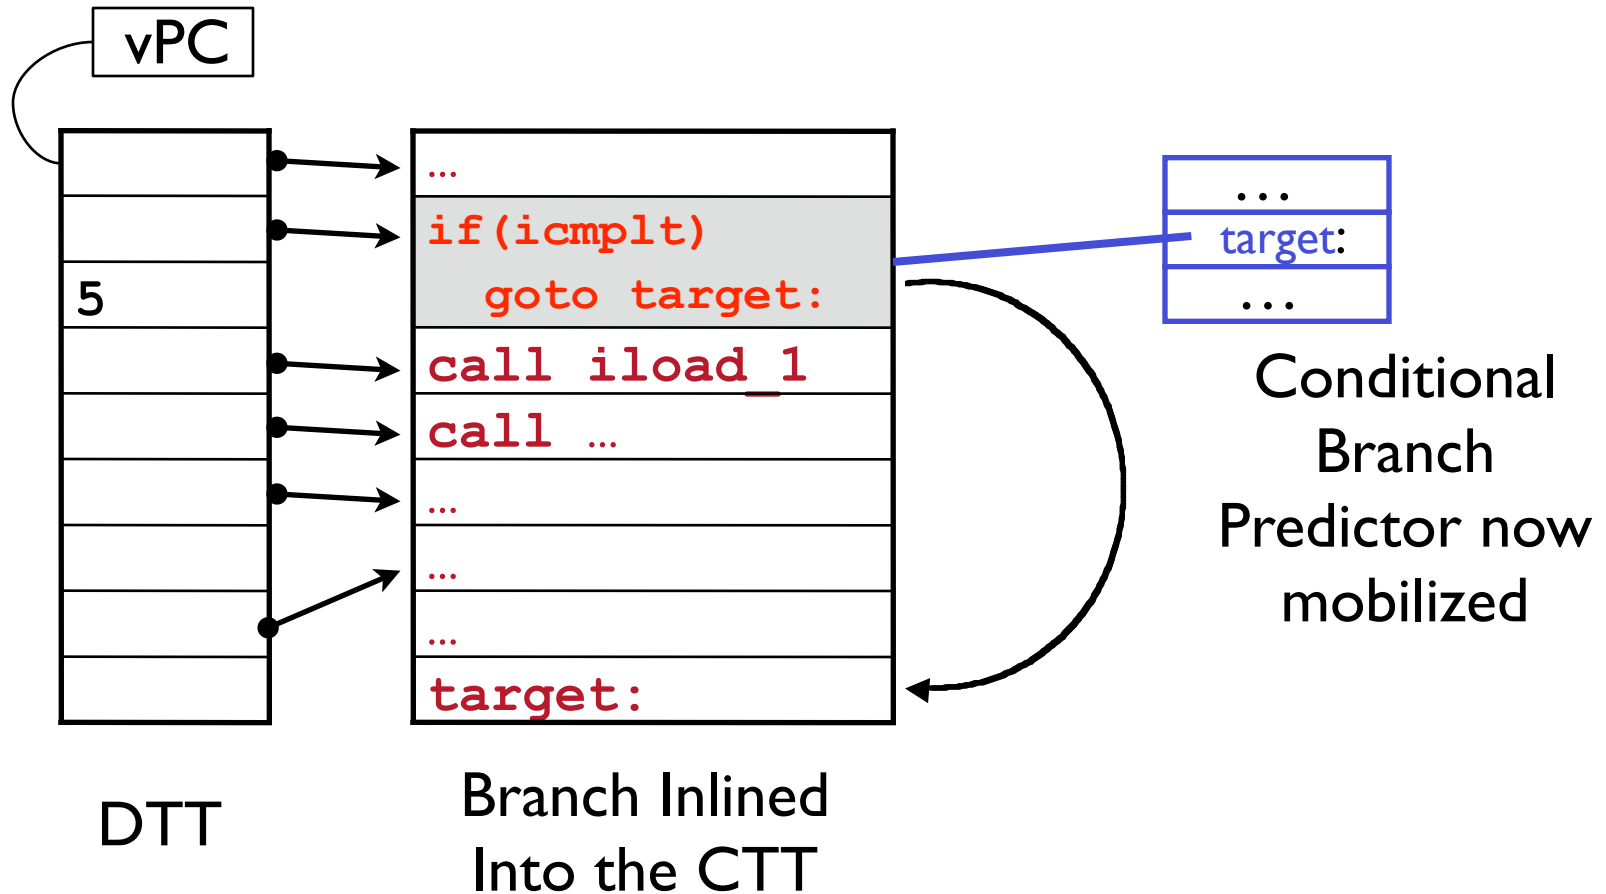 vPC
5
…
if(icmplt)
goto target:
call iload_1
call …
…
…
…
target:
...
target:
...
Conditional
Branch
Predictor now
mobilized
DTT
Branch Inlined
Into the CTT